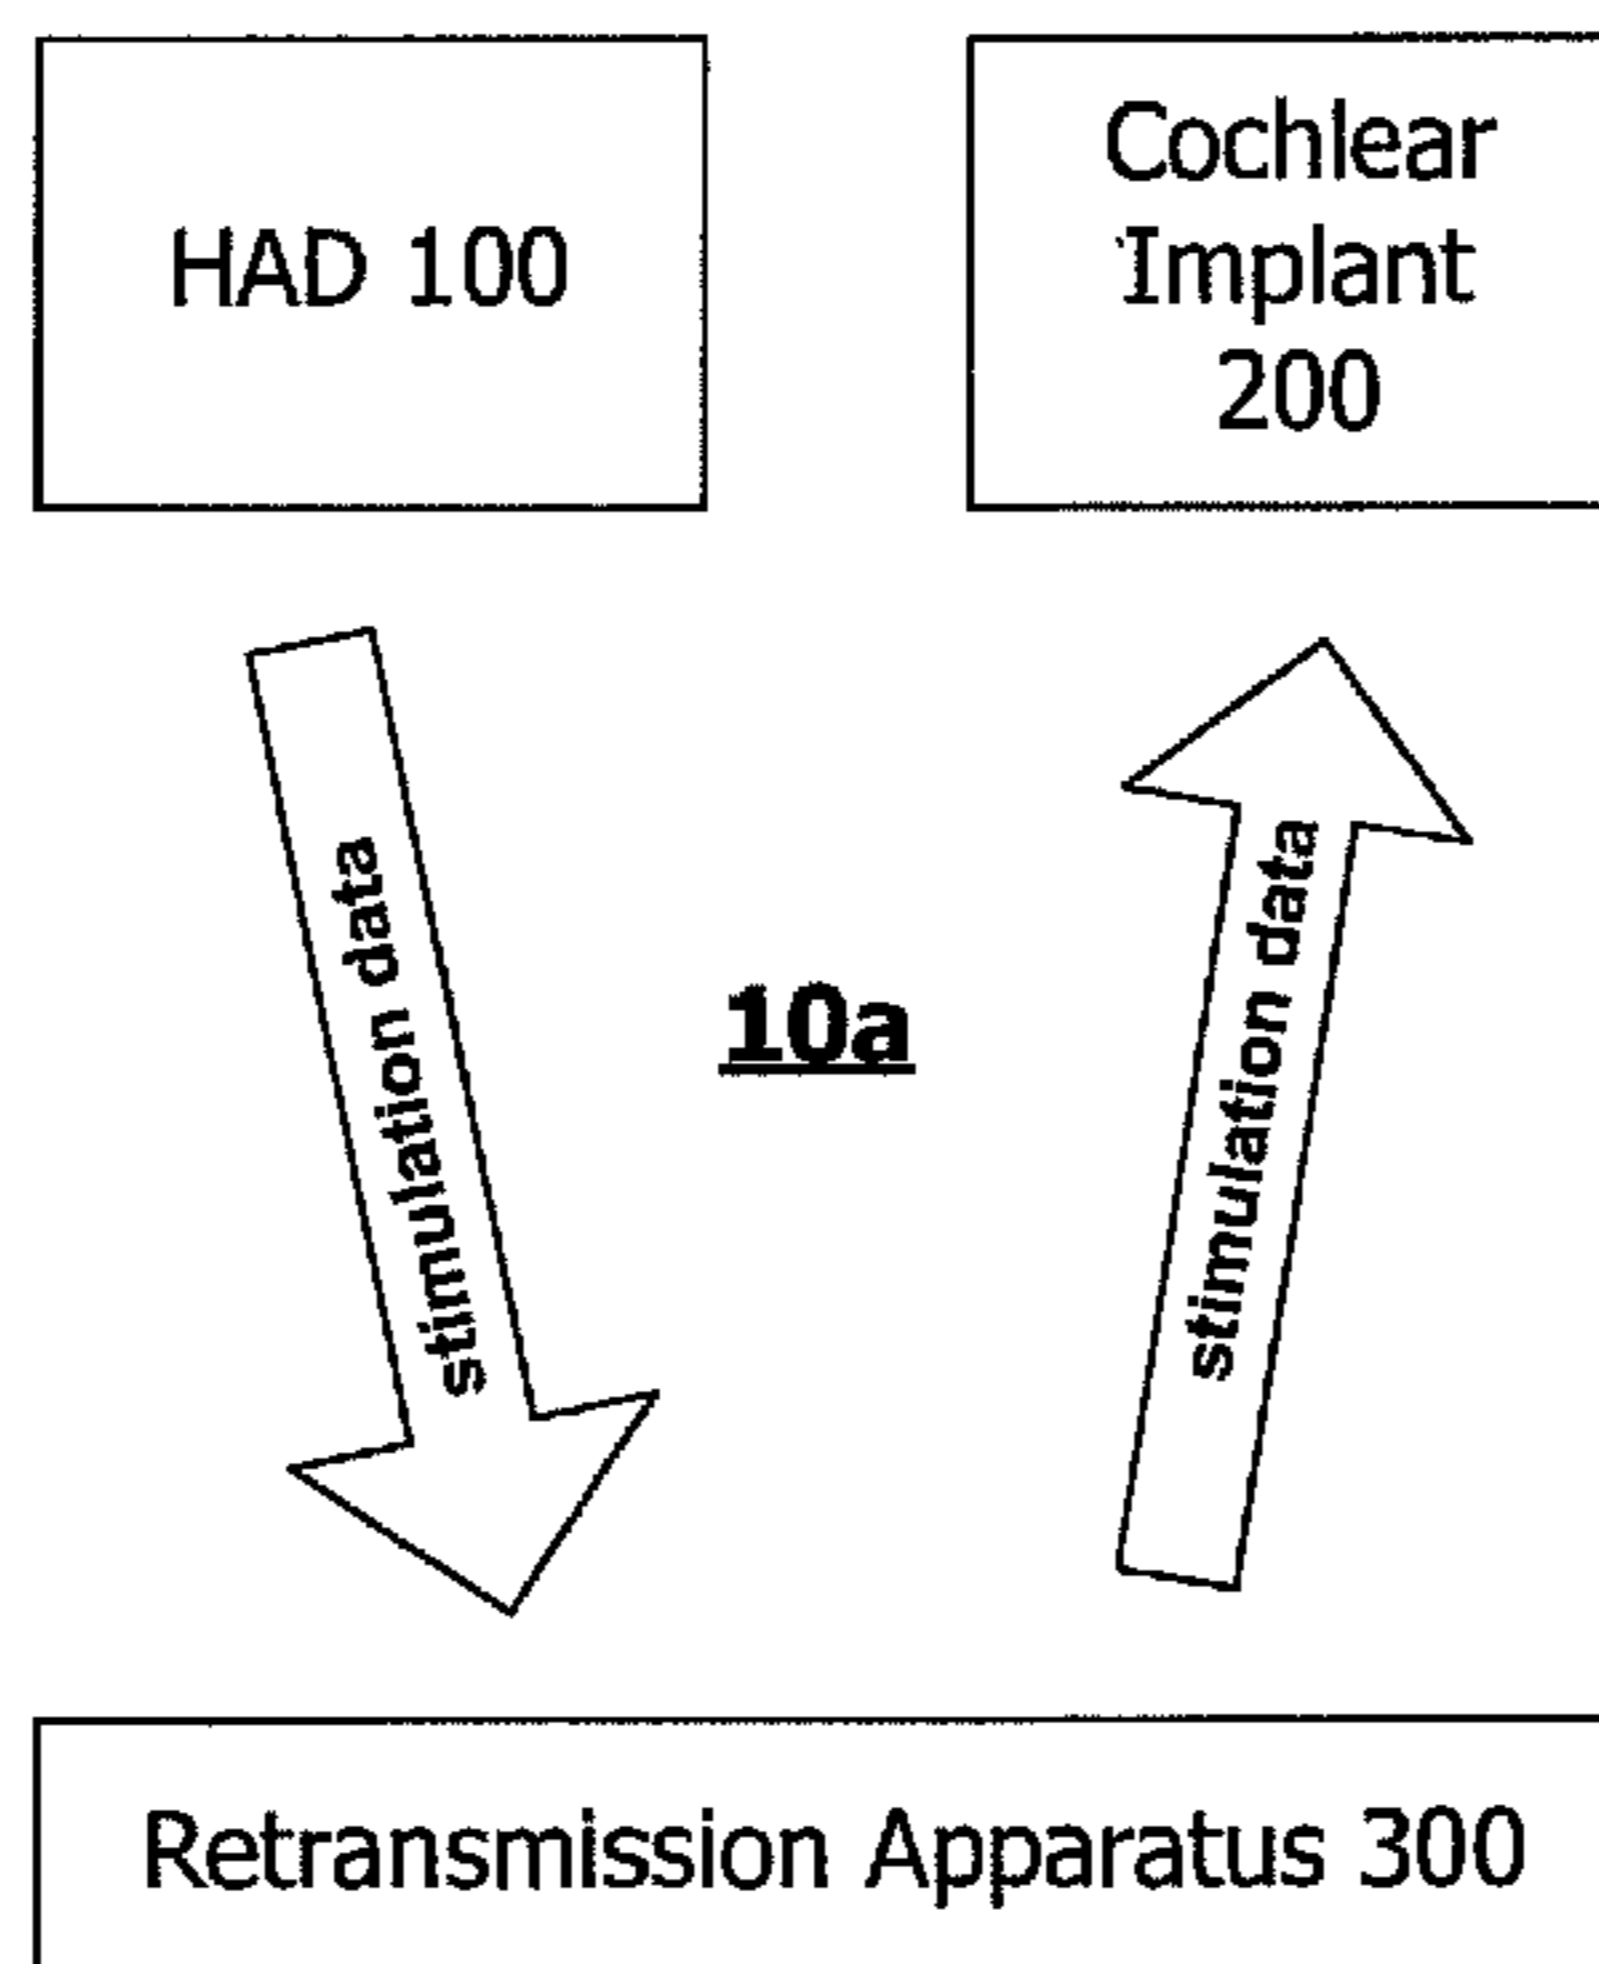 HAD 100
Cochlear
Implant
200
stimulation data
10a
stimulation data
Retransmission Apparatus 300